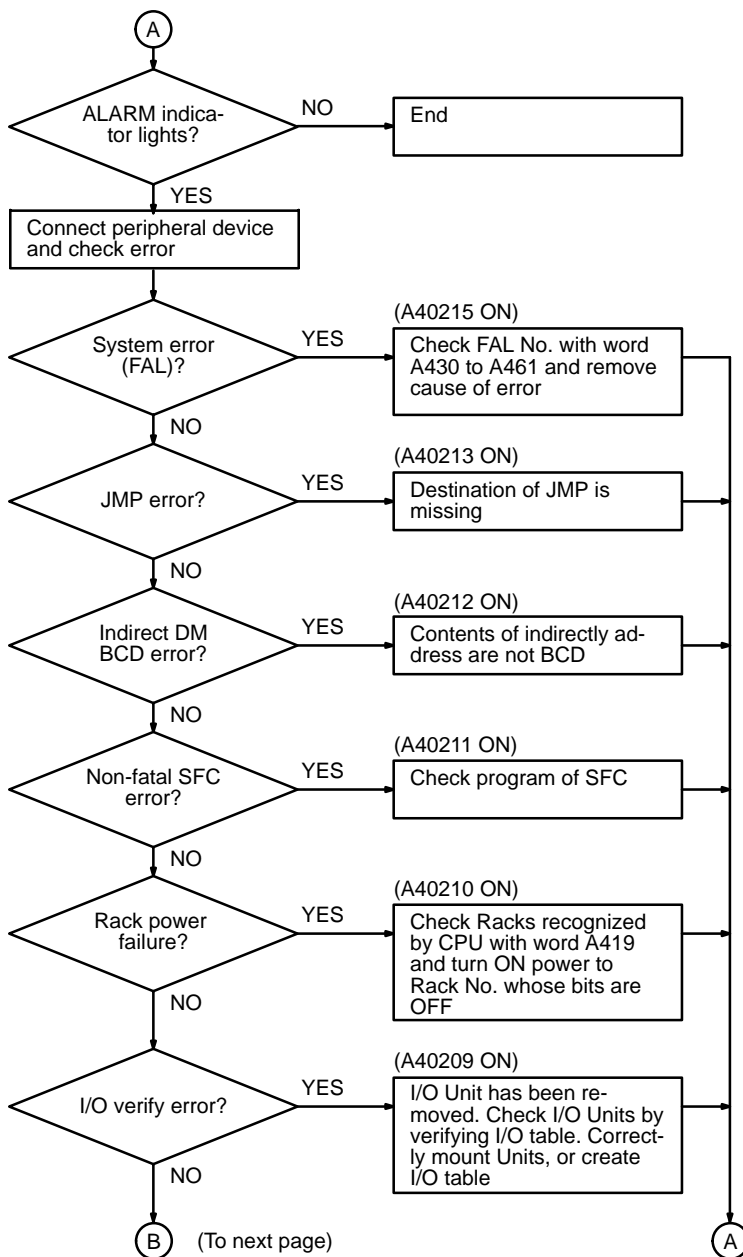 A
ALARM indica-
tor lights?
NO
End
YES
Connect peripheral device
and check error
(A40215 ON)
System error
(FAL)?
YES
Check FAL No. with word
A430 to A461 and remove
cause of error
NO
(A40213 ON)
JMP error?
YES
Destination of JMP is
missing
NO
(A40212 ON)
Indirect DM
BCD error?
YES
Contents of indirectly ad-
dress are not BCD
NO
(A40211 ON)
Non-fatal SFC
error?
YES
Check program of SFC
NO
(A40210 ON)
Rack power
failure?
YES
Check Racks recognized
by CPU with word A419
and turn ON power to
Rack No. whose bits are
OFF
NO
(A40209 ON)
I/O verify error?
YES
I/O Unit has been re-
moved. Check I/O Units by
verifying I/O table. Correct-
ly mount Units, or create
I/O table
NO
B
(To next page)
A